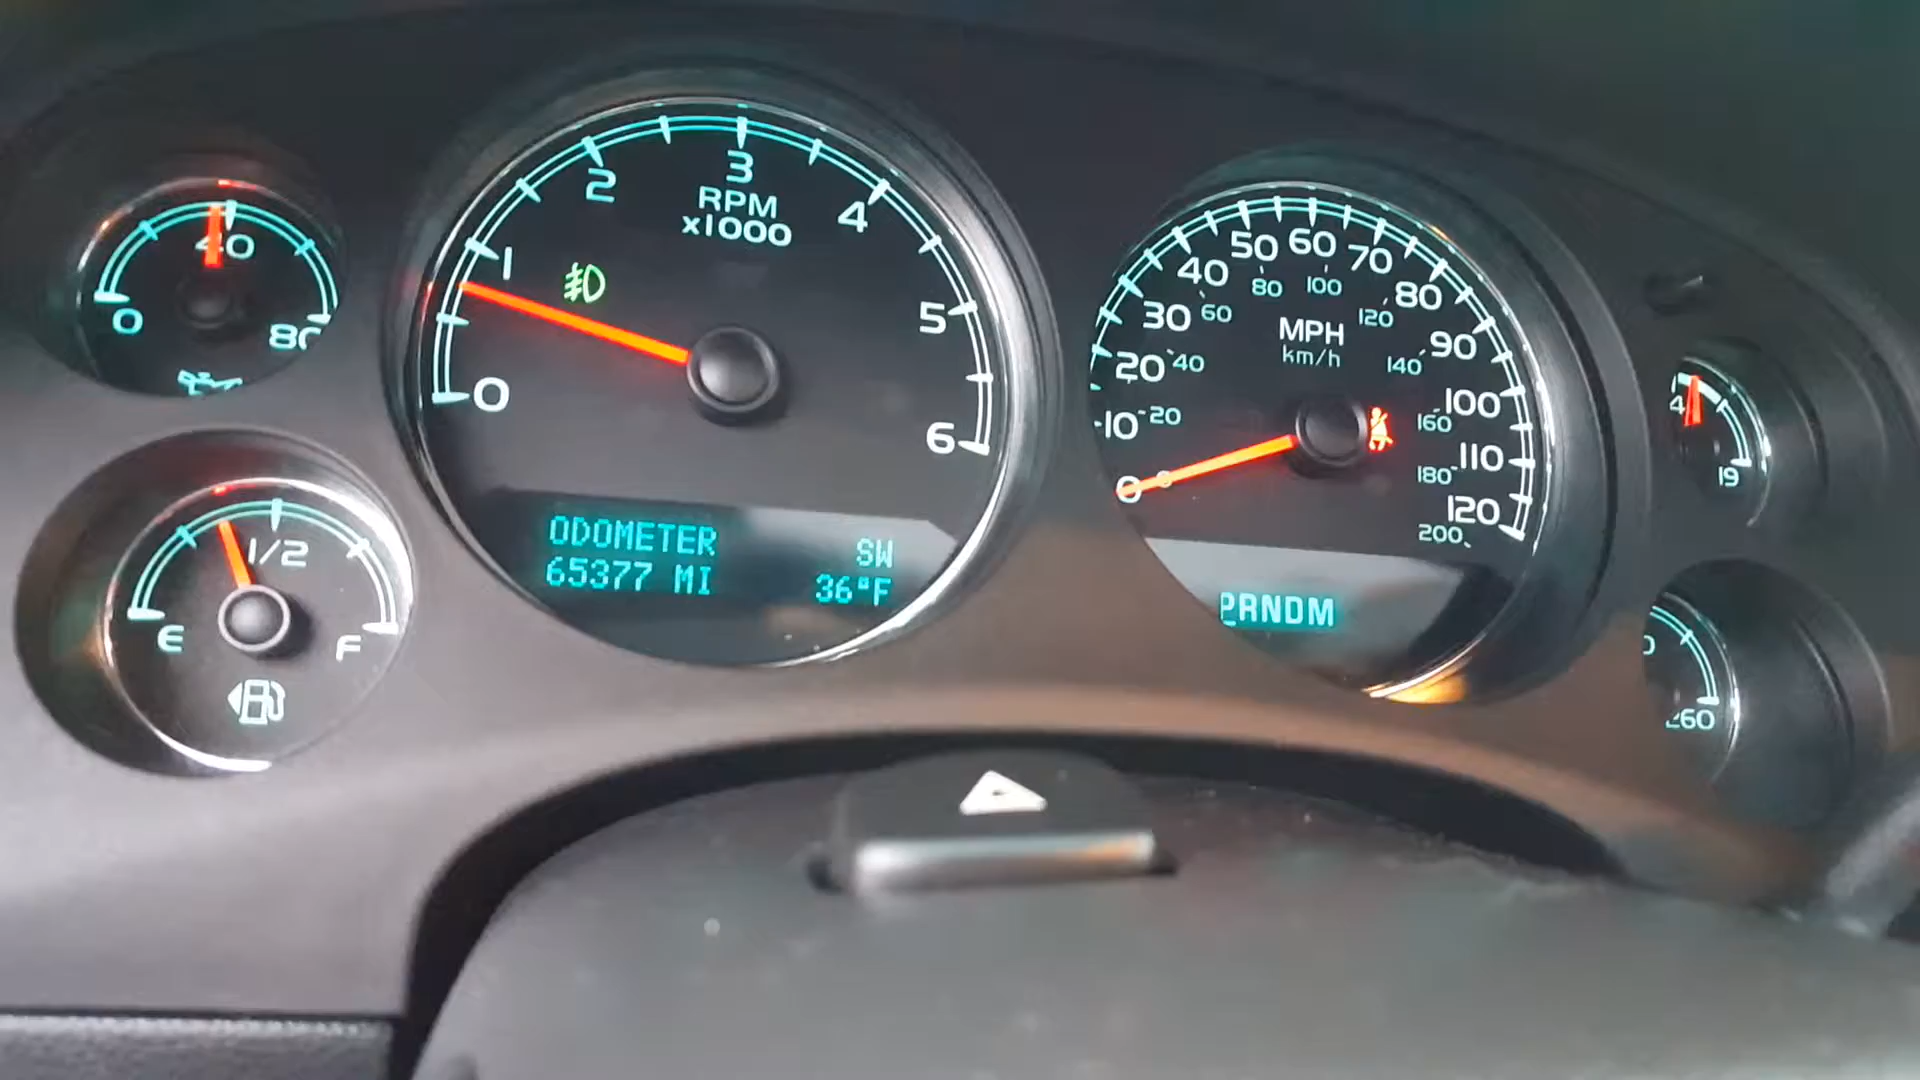 0 40 80
E 1/2 F
0 1 2 3 4 5 6
RPM
x1000
ODOMETER
65377 MI
SW
36°F
0 10 20 30 40 50 60 70 80 90 100 110 120
0 20 40 60 80 100 120 140 160 180 200
MPH
km/h
PRNDM
19
260